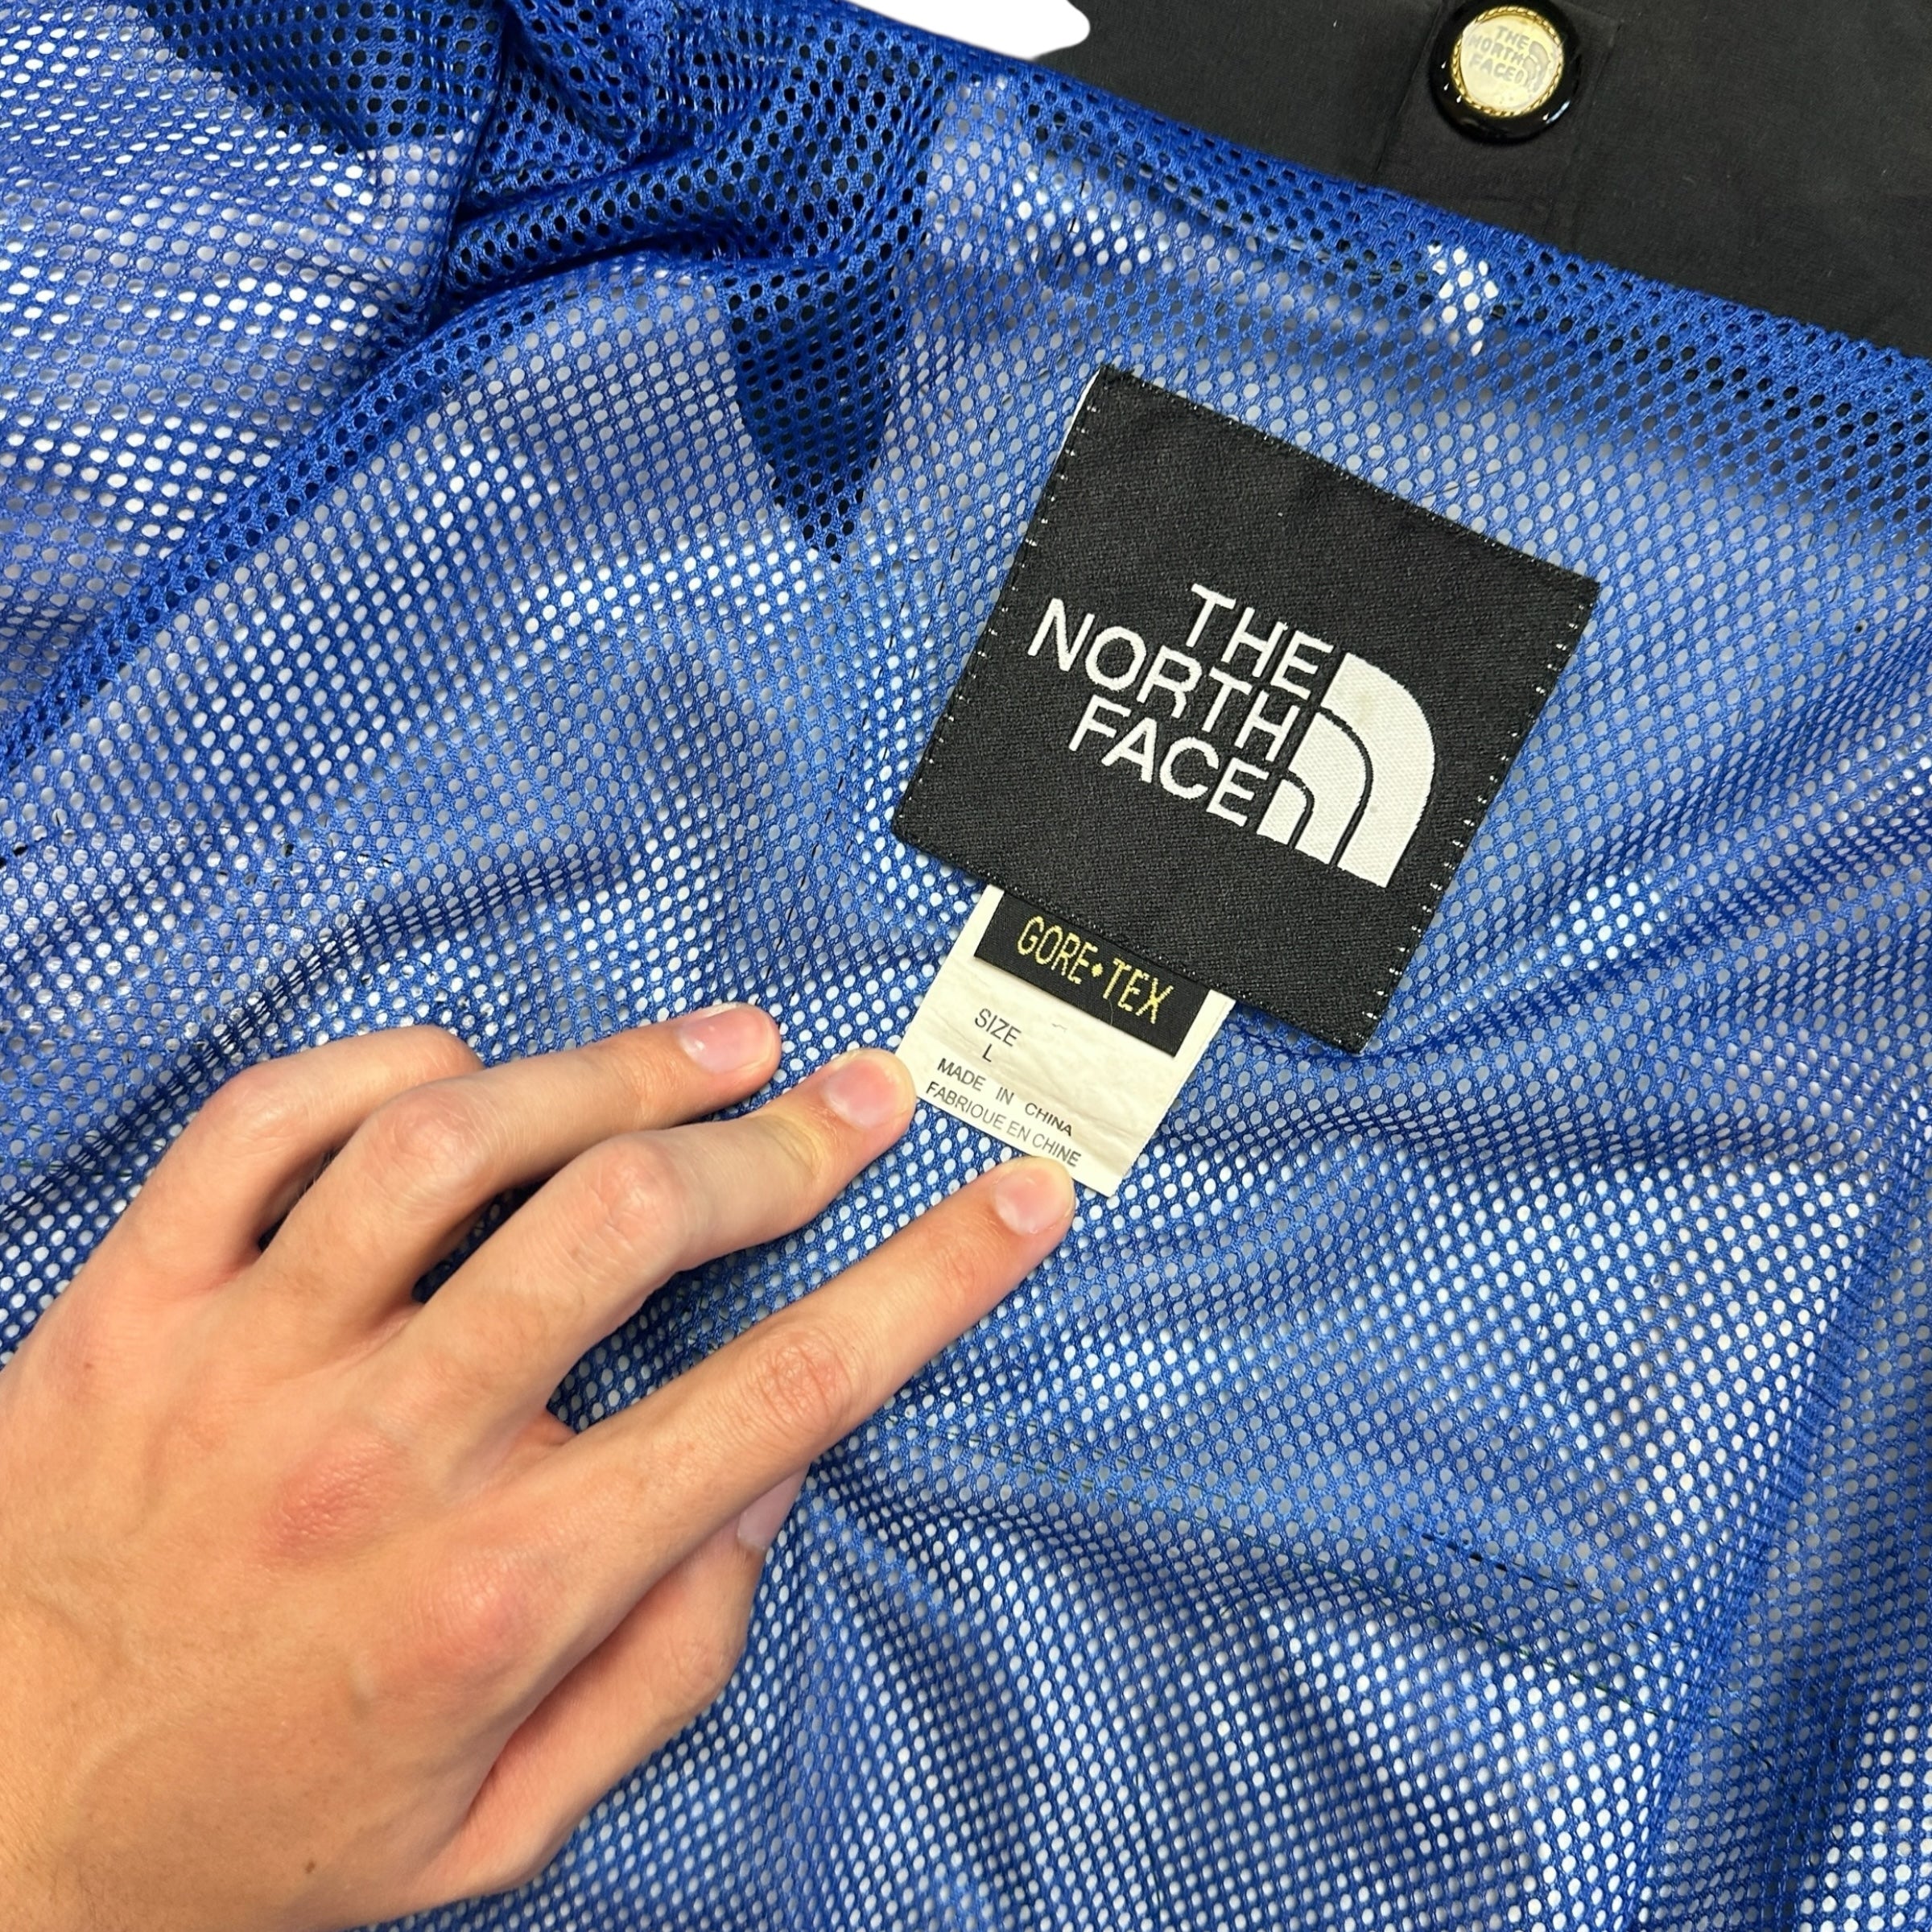 THE
NORTH
FACE
THE
NORTH
FACE
GORE-TEX
SIZE
L
MADE IN CHINA
FABRIQUE EN CHINE